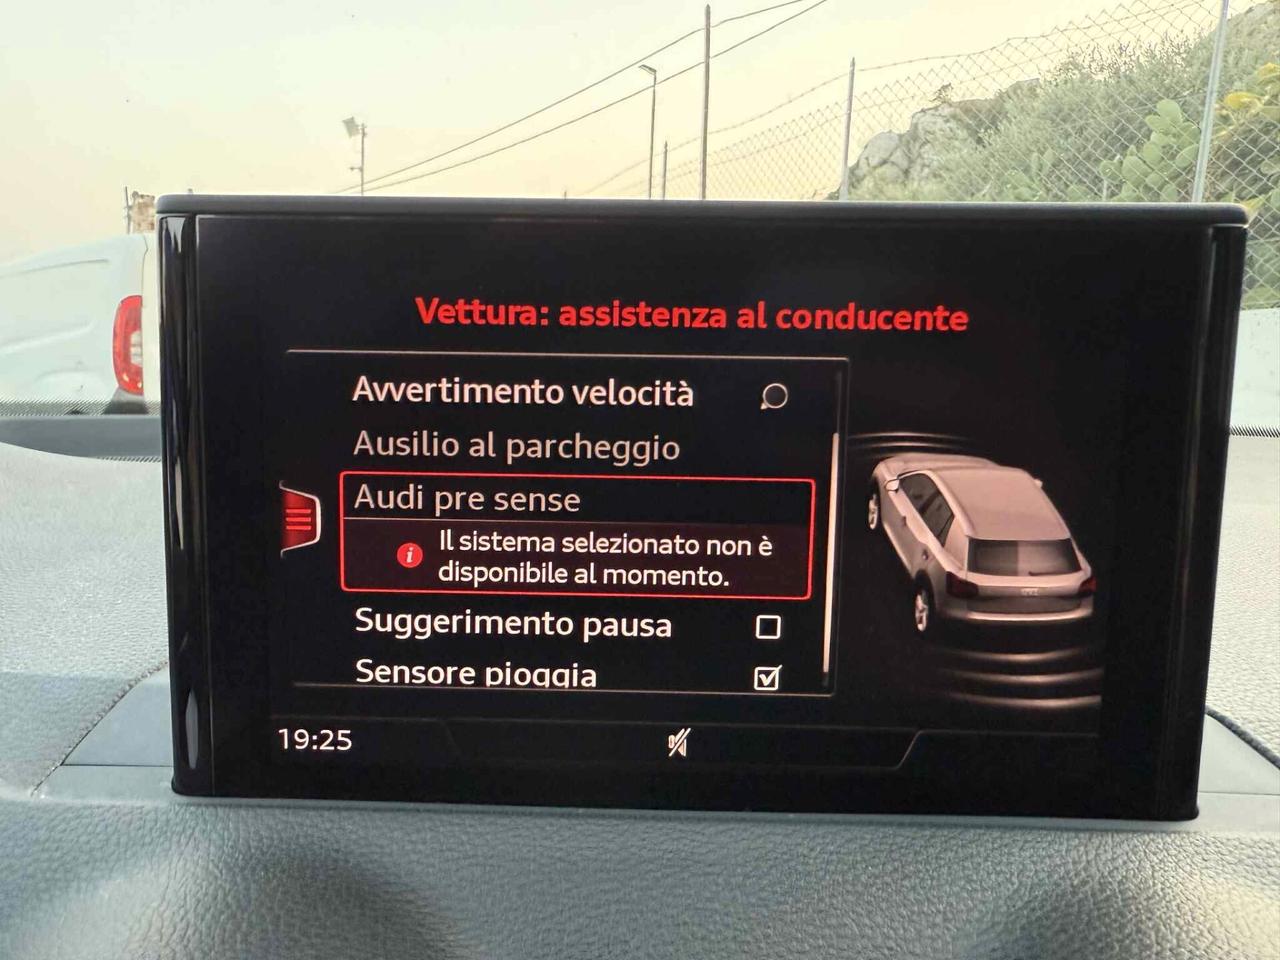 Vettura: assistenza al conducente
Avvertimento velocità
Ausilio al parcheggio
Audi pre sense
i
Il sistema selezionato non è
disponibile al momento.
Suggerimento pausa
Sensore pioggia
19:25